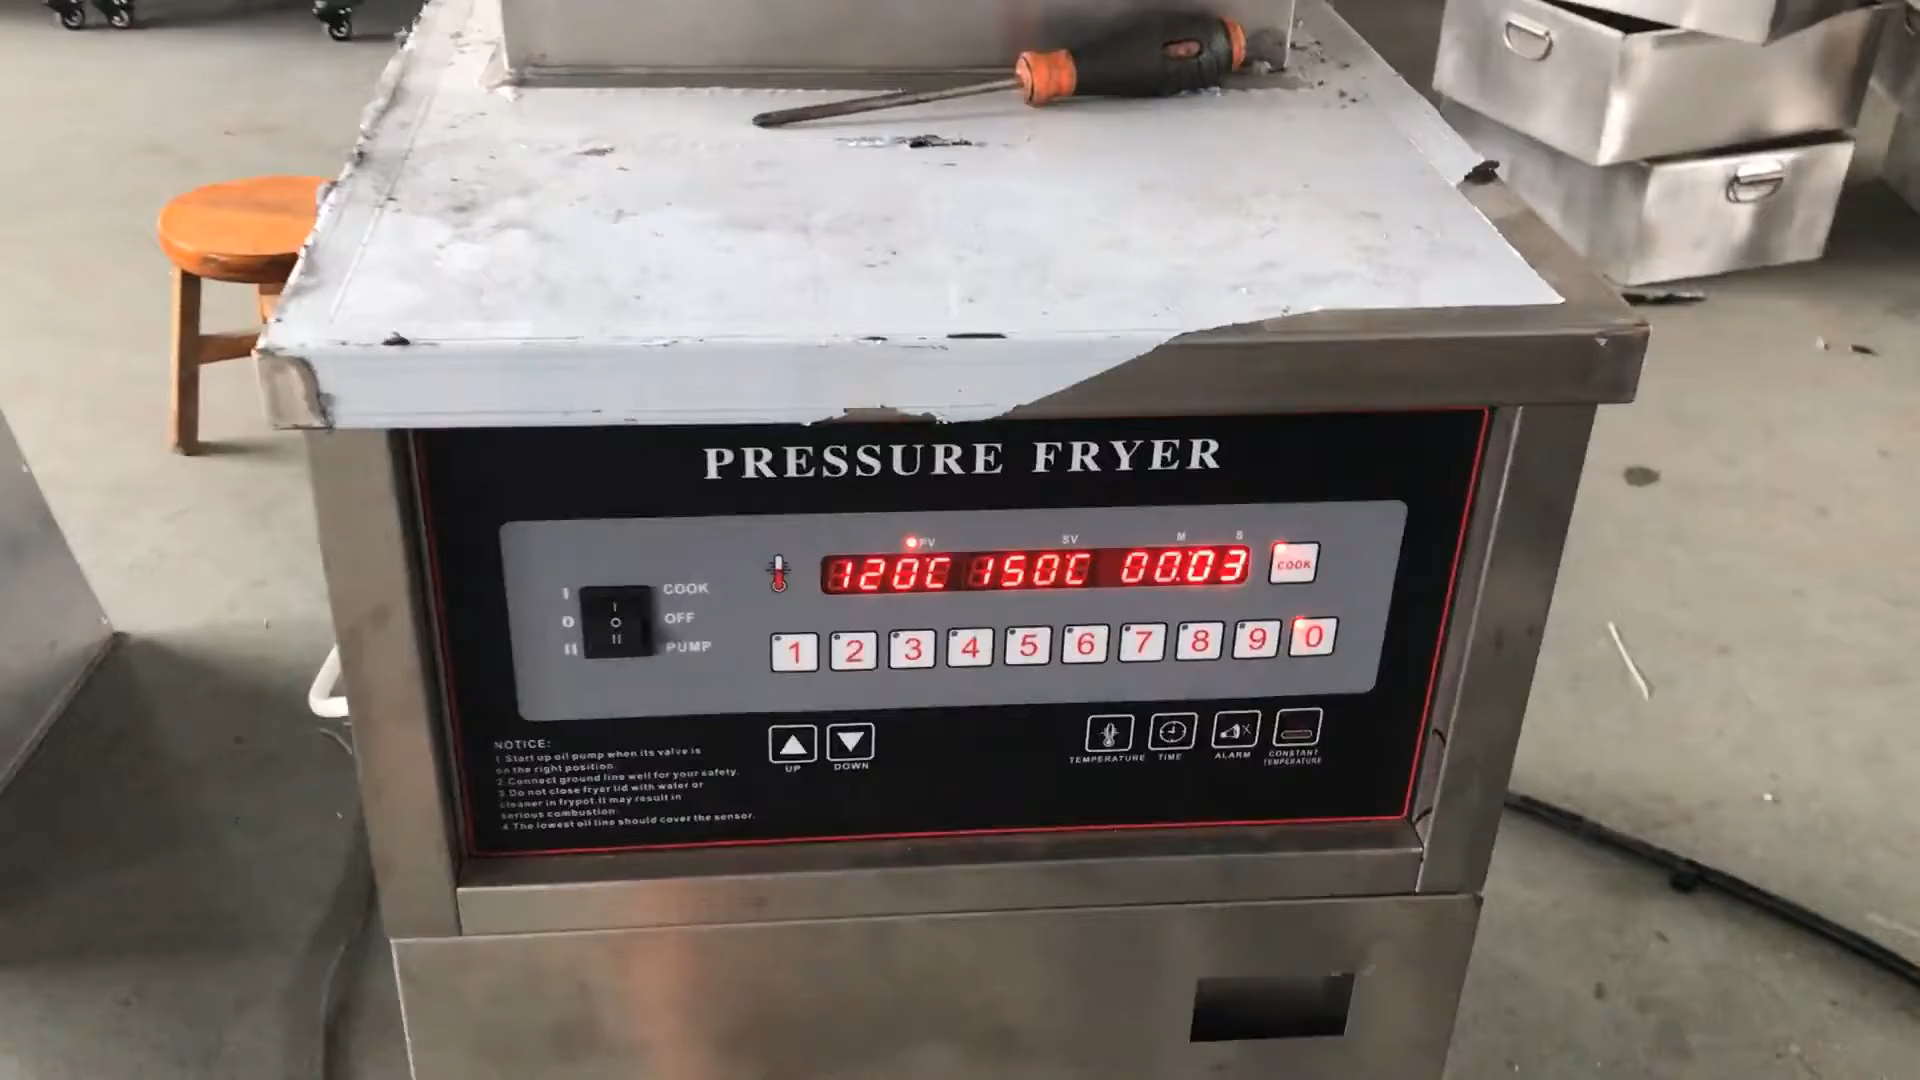 PRESSURE FRYER
PV SV M S
120℃ 150℃ 00:03
COOK
I COOK
O OFF
II PUMP
I
O
II
1 2 3 4 5 6 7 8 9 0
UP DOWN
TEMPERATURE TIME ALARM CONSTANT TEMPERATURE
NOTICE:
1 Start up oil pump when its valve is
on the right position.
2 Connect ground line well for your safety.
3 Do not close fryer lid with water or
cleaner in frypot.It may result in
serious combustion.
4 The lowest oil line should cover the sensor.